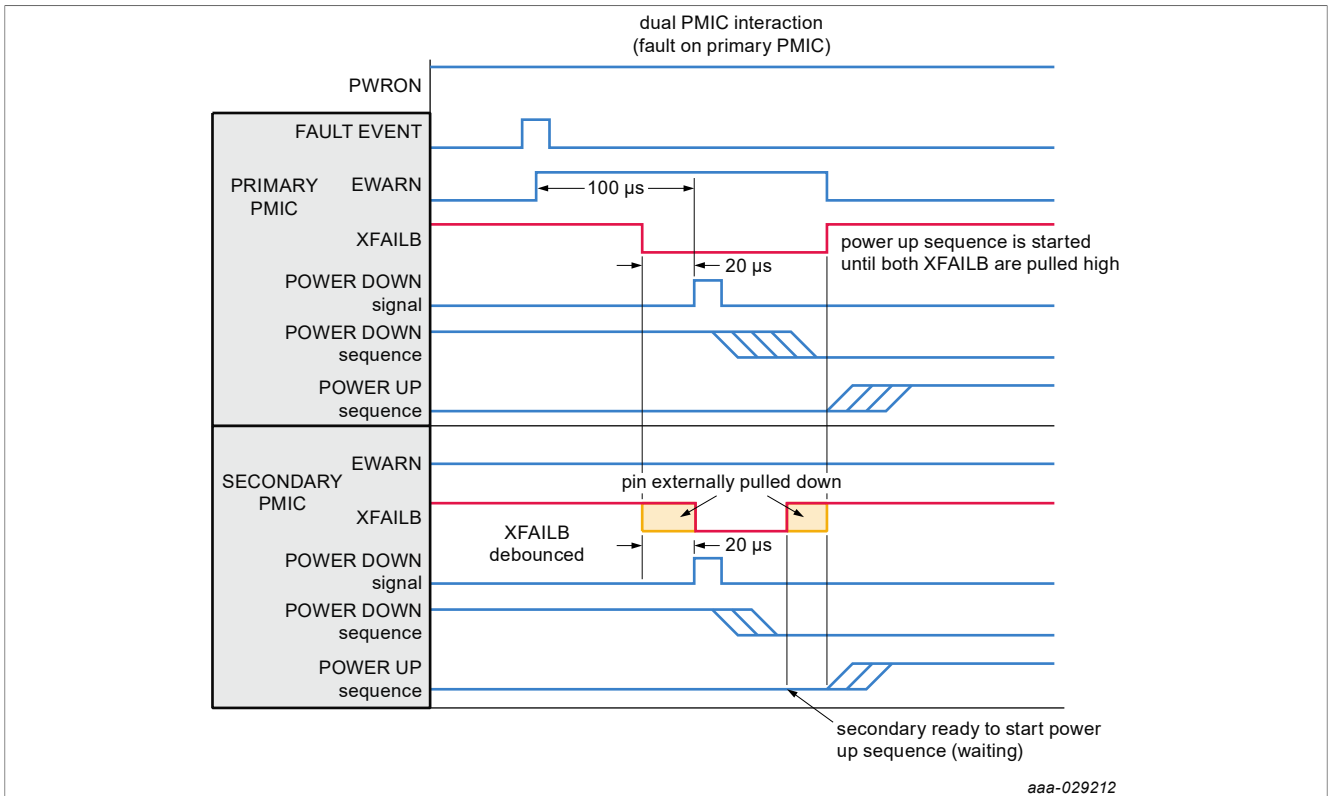 dual PMIC interaction
(fault on primary PMIC)
PWRON
FAULT EVENT
PRIMARY
PMIC
EWARN
100 µs
XFAILB
power up sequence is started
until both XFAILB are pulled high
20 µs
POWER DOWN
signal
POWER DOWN
sequence
POWER UP
sequence
SECONDARY
PMIC
EWARN
pin externally pulled down
XFAILB
XFAILB
debounced
20 µs
POWER DOWN
signal
POWER DOWN
sequence
POWER UP
sequence
secondary ready to start power
up sequence (waiting)
aaa-029212